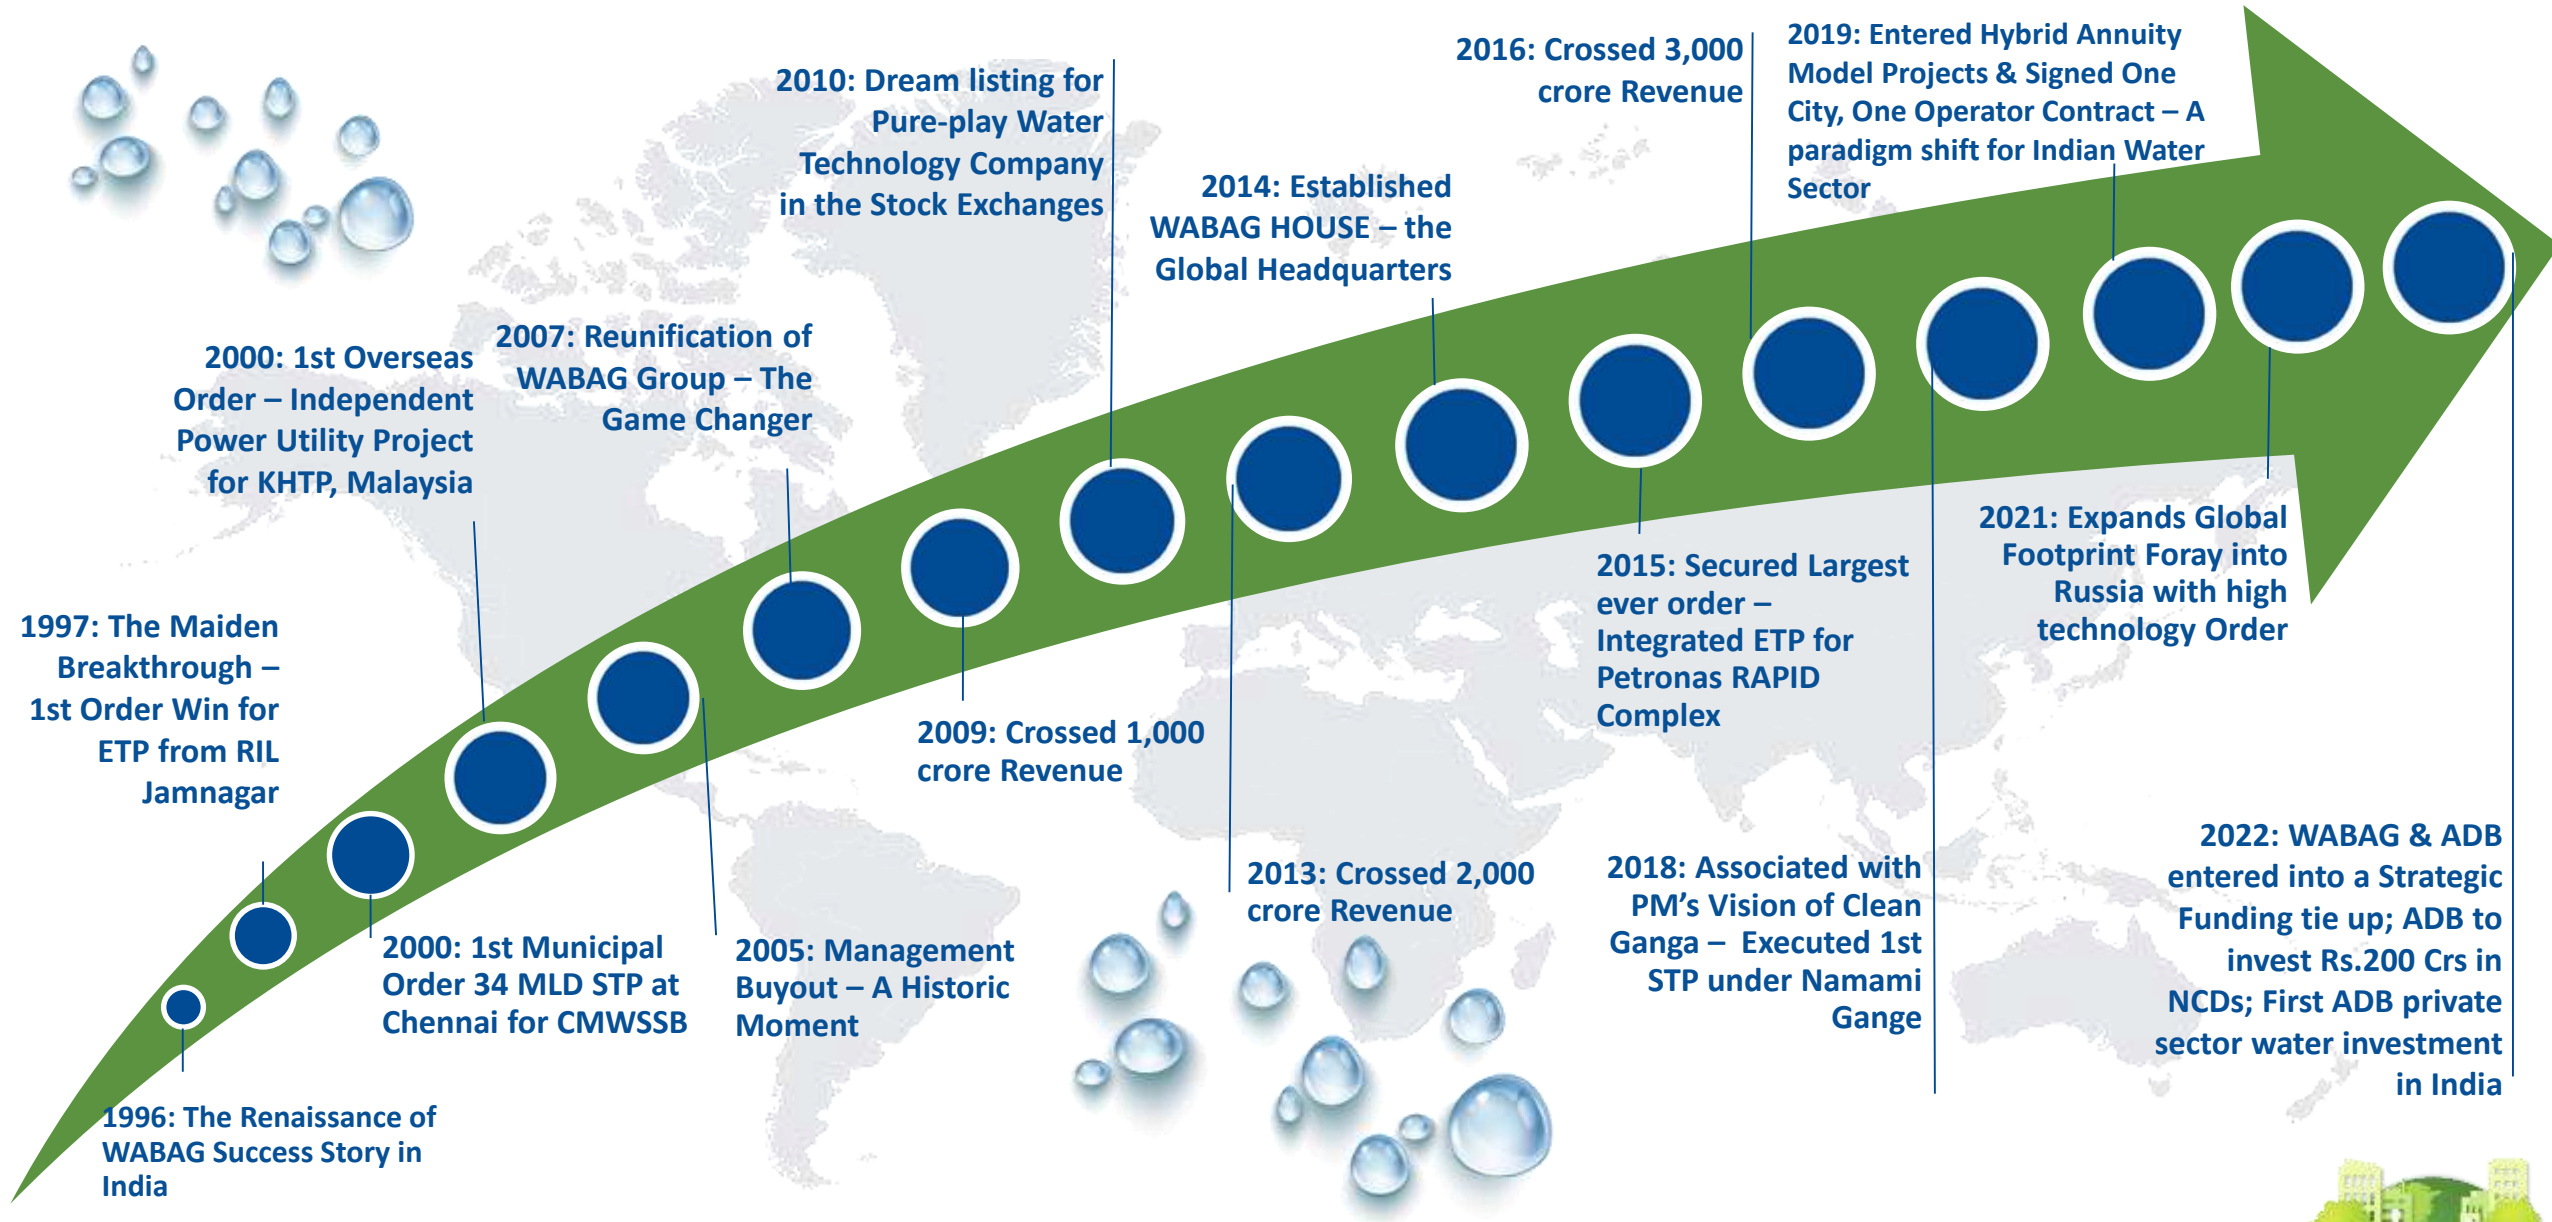 1996: The Renaissance of
WABAG Success Story in
India
1997: The Maiden
Breakthrough –
1st Order Win for
ETP from RIL
Jamnagar
2000: 1st Municipal
Order 34 MLD STP at
Chennai for CMWSSB
2000: 1st Overseas
Order – Independent
Power Utility Project
for KHTP, Malaysia
2005: Management
Buyout – A Historic
Moment
2007: Reunification of
WABAG Group – The
Game Changer
2009: Crossed 1,000
crore Revenue
2010: Dream listing for
Pure-play Water
Technology Company
in the Stock Exchanges
2013: Crossed 2,000
crore Revenue
2014: Established
WABAG HOUSE – the
Global Headquarters
2015: Secured Largest
ever order –
Integrated ETP for
Petronas RAPID
Complex
2016: Crossed 3,000
crore Revenue
2018: Associated with
PM’s Vision of Clean
Ganga – Executed 1st
STP under Namami
Gange
2019: Entered Hybrid Annuity
Model Projects & Signed One
City, One Operator Contract – A
paradigm shift for Indian Water
Sector
2021: Expands Global
Footprint Foray into
Russia with high
technology Order
2022: WABAG & ADB
entered into a Strategic
Funding tie up; ADB to
invest Rs.200 Crs in
NCDs; First ADB private
sector water investment
in India